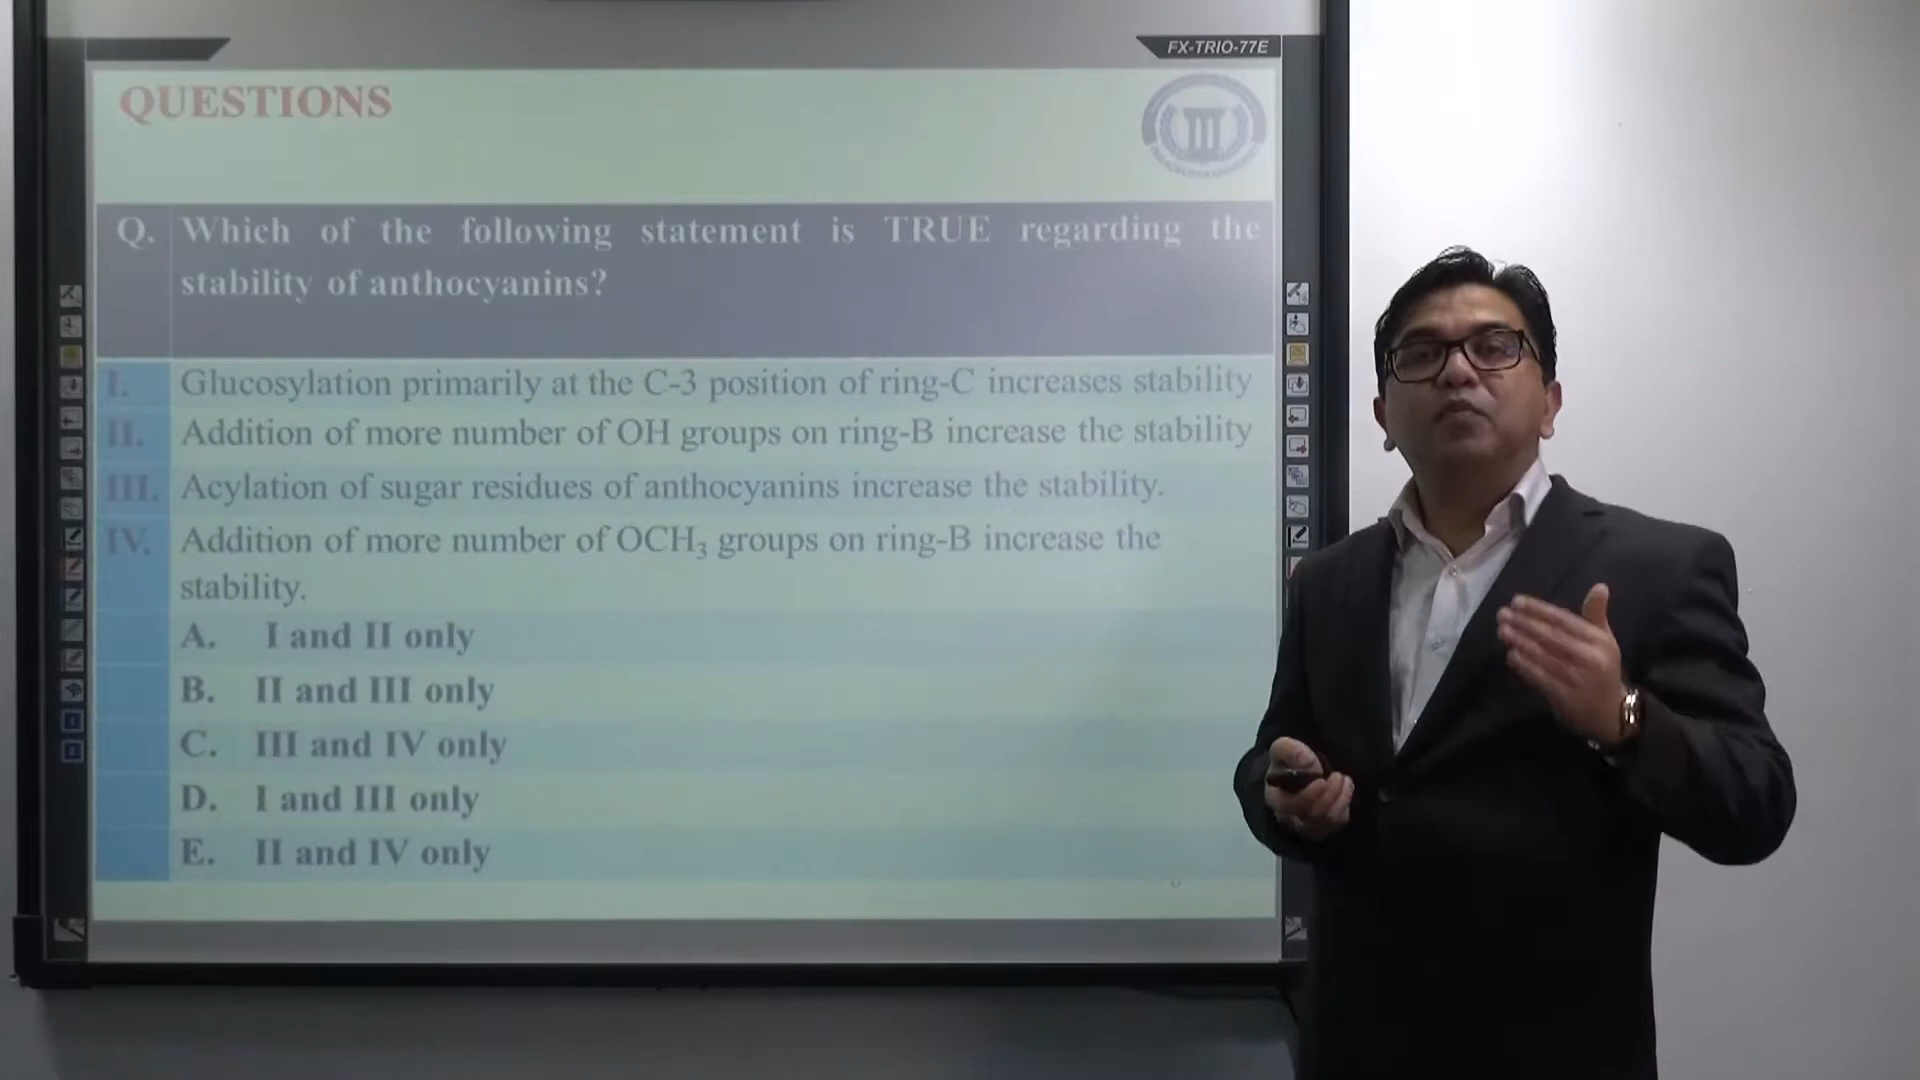 FX-TRIO-77E
QUESTIONS
Q. Which of the following statement is TRUE regarding the
stability of anthocyanins?
I. Glucosylation primarily at the C-3 position of ring-C increases stability
II. Addition of more number of OH groups on ring-B increase the stability
III. Acylation of sugar residues of anthocyanins increase the stability.
IV. Addition of more number of OCH₃ groups on ring-B increase the
stability.
A. I and II only
B. II and III only
C. III and IV only
D. I and III only
E. II and IV only